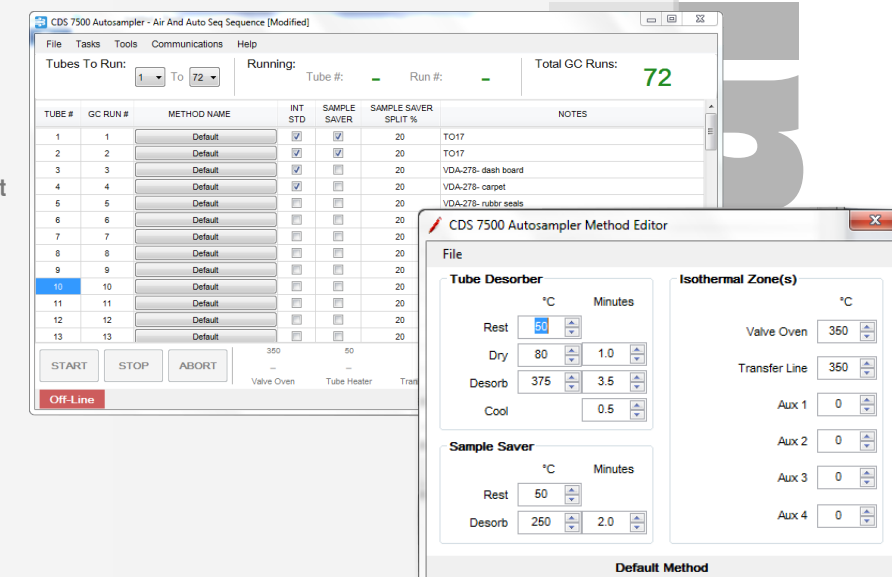 CDS 7500 Autosampler - Air And Auto Seq Sequence [Modified]
File Tasks Tools Communications Help
Tubes To Run: 1 To 72
Running: Tube #: - Run #: -
Total GC Runs: 72
TUBE # GC RUN # METHOD NAME INT STD SAMPLE SAVER SAMPLE SAVER SPLIT % NOTES
1 1 Default 20 TO17
2 2 Default 20 TO17
3 3 Default 20 VDA-278- dash board
4 4 Default 20 VDA-278- carpet
5 5 Default 20 VDA-278- rubbr seals
6 6 Default 20
7 7 Default 20
8 8 Default 20
9 9 Default 20
10 10 Default 20
11 11 Default 20
12 12 Default 20
13 13 Default 20
START STOP ABORT
350 50
- -
Valve Oven Tube Heater
Off-Line
t
CDS 7500 Autosampler Method Editor
File
Tube Desorber
°C Minutes
Rest 50
Dry 80 1.0
Desorb 375 3.5
Cool 0.5
Sample Saver
°C Minutes
Rest 50
Desorb 250 2.0
Isothermal Zone(s)
°C
Valve Oven 350
Transfer Line 350
Aux 1 0
Aux 2 0
Aux 3 0
Aux 4 0
Default Method